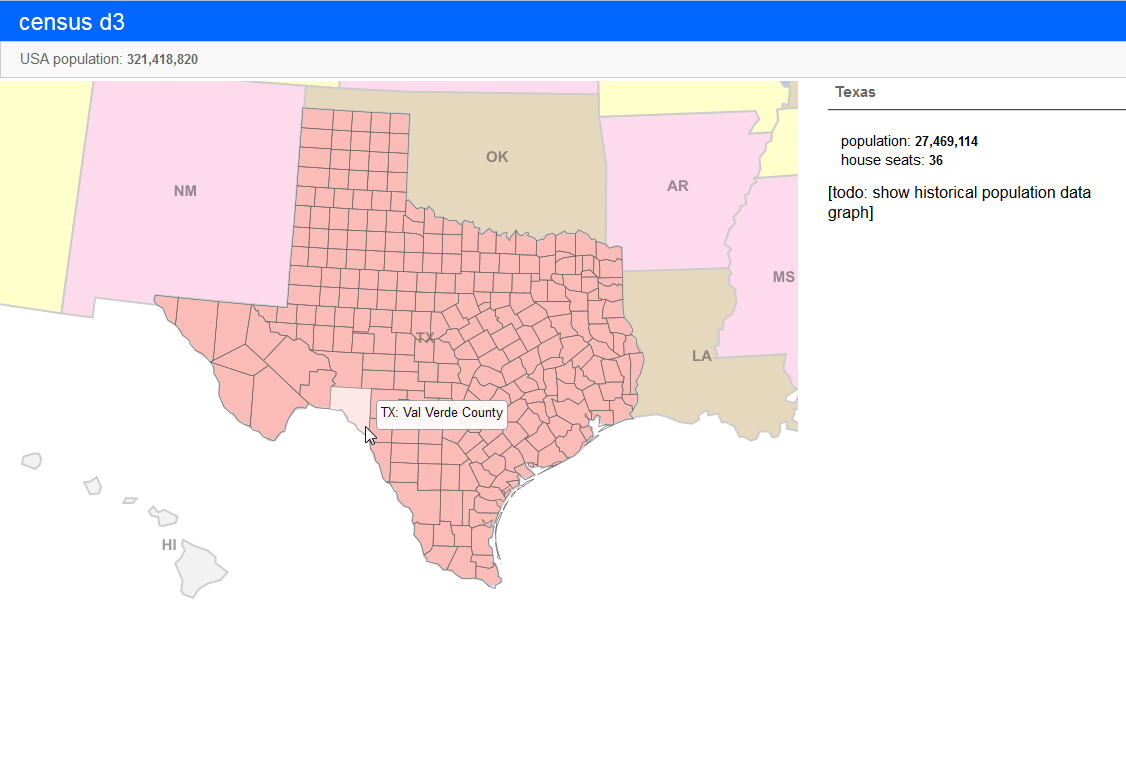 census d3
USA population: 321,418,820
Texas
population: 27,469,114
house seats: 36
[todo: show historical population data
graph]
OK
NM
AR
MS
TX
LA
TX: Val Verde County
HI